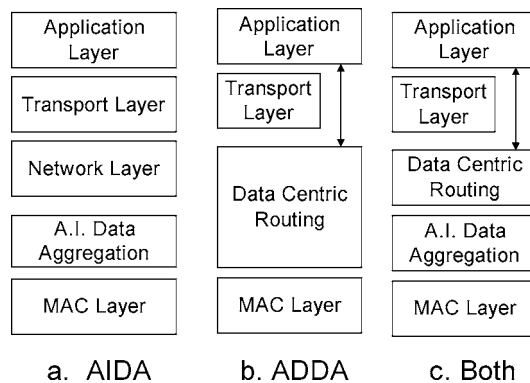 Application
Layer
Transport Layer
Network Layer
A.I. Data
Aggregation
MAC Layer
a. AIDA
Application
Layer
Transport
Layer
Data Centric
Routing
MAC Layer
b. ADDA
Application
Layer
Transport
Layer
Data Centric
Routing
A.I. Data
Aggregation
MAC Layer
c. Both